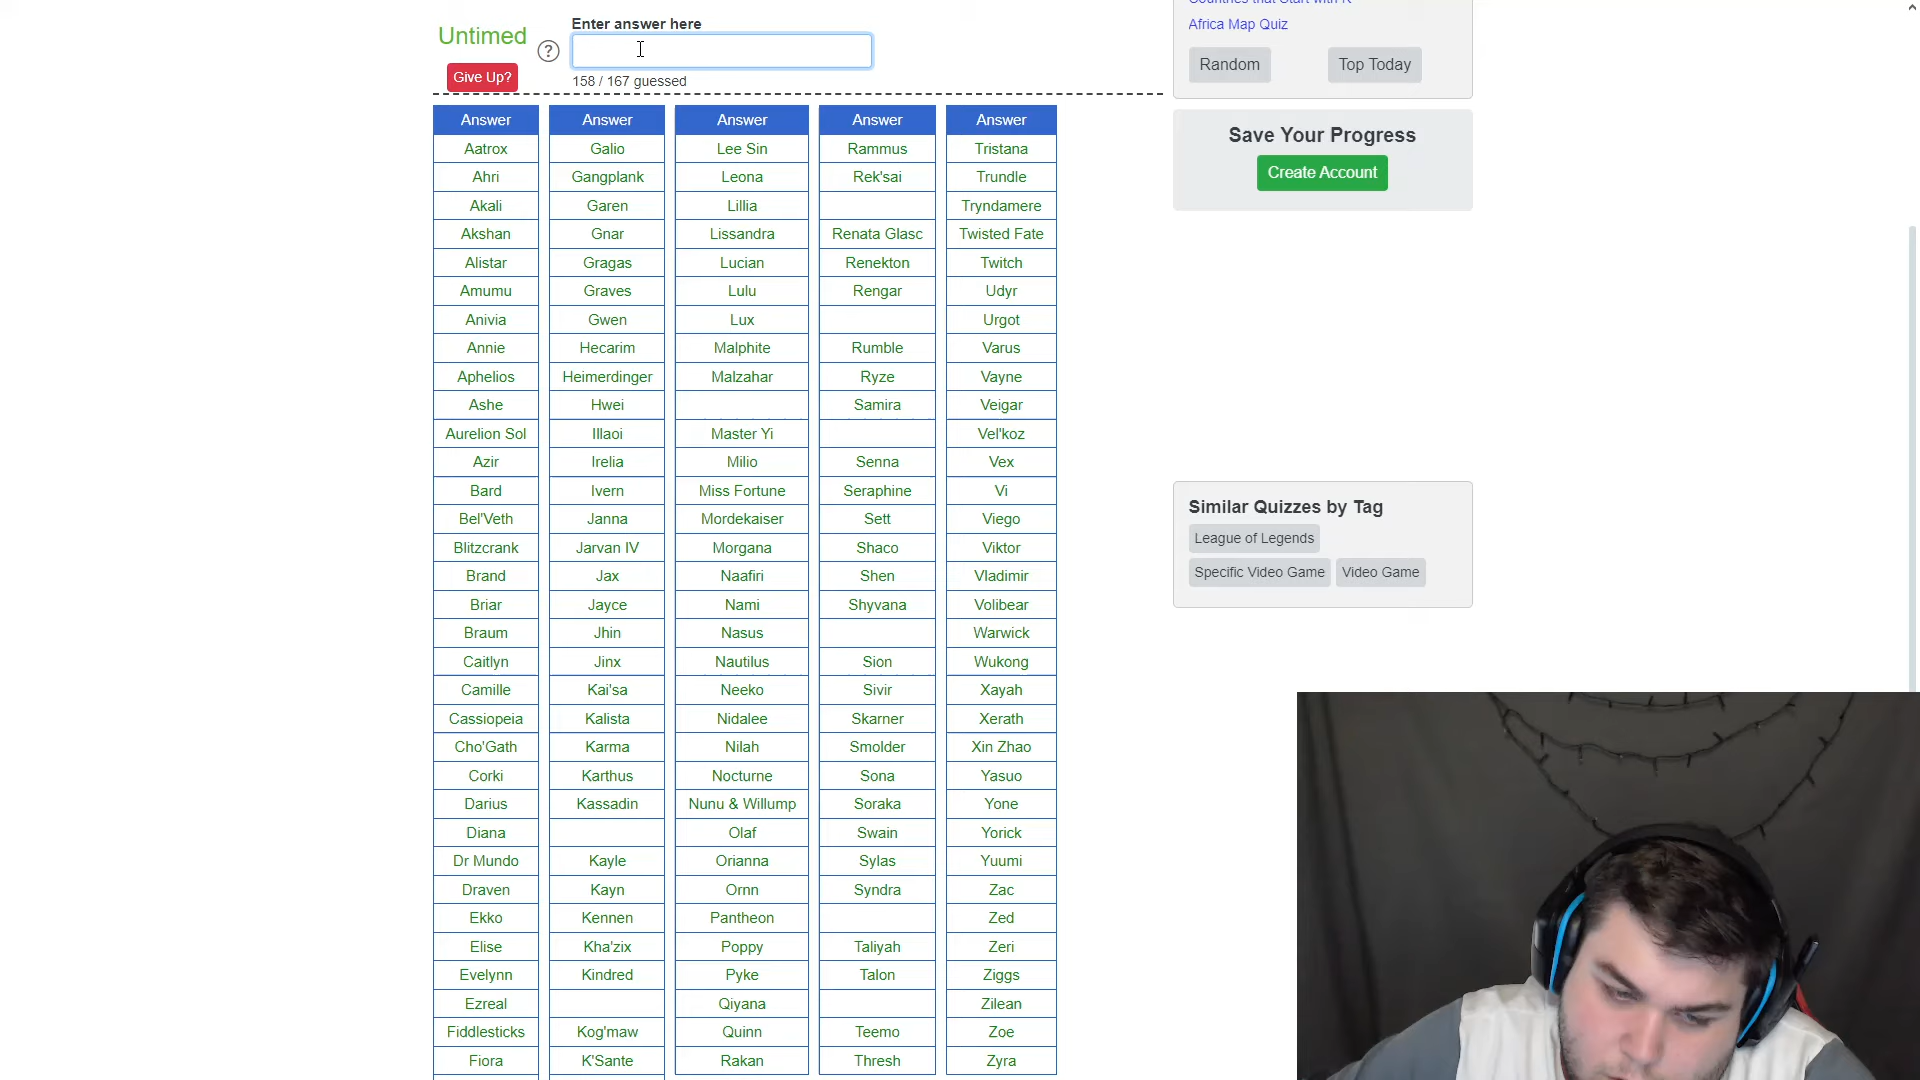 Countries that Start with K
Africa Map Quiz
Random
Top Today
Untimed
?
Enter answer here
Give Up?
158 / 167 guessed
Save Your Progress
Create Account
Answer Answer Answer Answer Answer
Aatrox Galio Lee Sin Rammus Tristana
Ahri Gangplank Leona Rek'sai Trundle
Akali Garen Lillia Tryndamere
Akshan Gnar Lissandra Renata Glasc Twisted Fate
Alistar Gragas Lucian Renekton Twitch
Amumu Graves Lulu Rengar Udyr
Anivia Gwen Lux Urgot
Annie Hecarim Malphite Rumble Varus
Aphelios Heimerdinger Malzahar Ryze Vayne
Ashe Hwei Samira Veigar
Aurelion Sol Illaoi Master Yi Vel'koz
Azir Irelia Milio Senna Vex
Bard Ivern Miss Fortune Seraphine Vi
Bel'Veth Janna Mordekaiser Sett Viego
Blitzcrank Jarvan IV Morgana Shaco Viktor
Brand Jax Naafiri Shen Vladimir
Briar Jayce Nami Shyvana Volibear
Braum Jhin Nasus Warwick
Caitlyn Jinx Nautilus Sion Wukong
Camille Kai'sa Neeko Sivir Xayah
Cassiopeia Kalista Nidalee Skarner Xerath
Cho'Gath Karma Nilah Smolder Xin Zhao
Corki Karthus Nocturne Sona Yasuo
Darius Kassadin Nunu & Willump Soraka Yone
Diana Olaf Swain Yorick
Dr Mundo Kayle Orianna Sylas Yuumi
Draven Kayn Ornn Syndra Zac
Ekko Kennen Pantheon Zed
Elise Kha'zix Poppy Taliyah Zeri
Evelynn Kindred Pyke Talon Ziggs
Ezreal Qiyana Zilean
Fiddlesticks Kog'maw Quinn Teemo Zoe
Fiora K'Sante Rakan Thresh Zyra
Similar Quizzes by Tag
League of Legends
Specific Video Game
Video Game